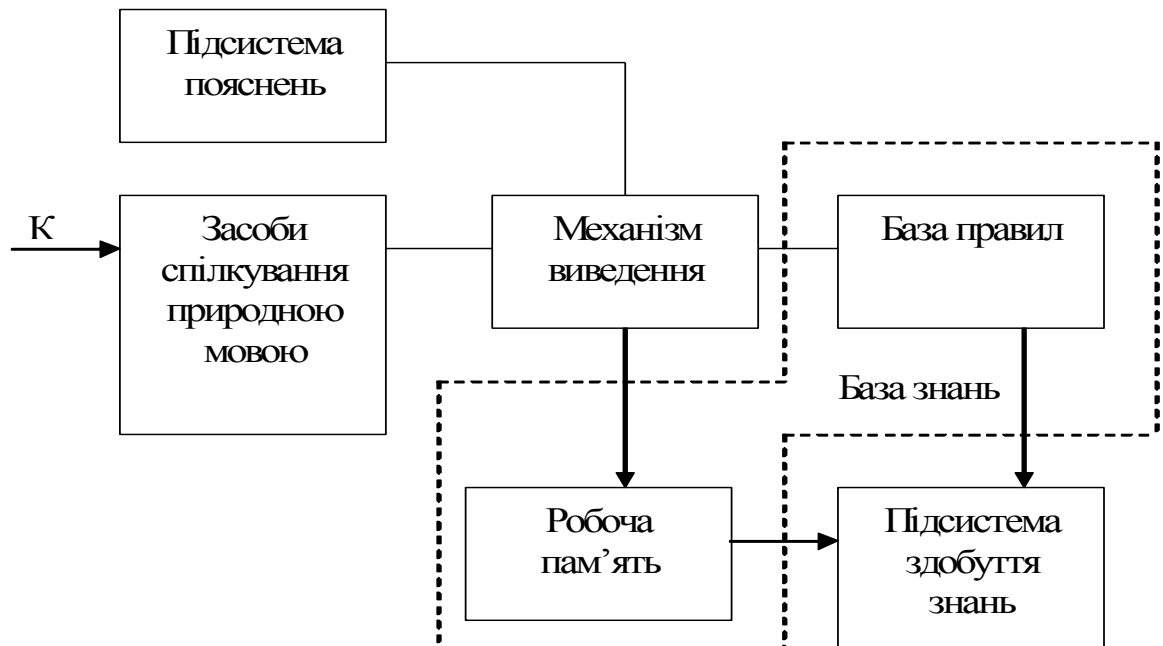 Підсистема
пояснень
К
Засоби
спілкування
природною
мовою
Механізм
виведення
База правил
База знань
Робоча
пам’ять
Підсистема
здобуття
знань